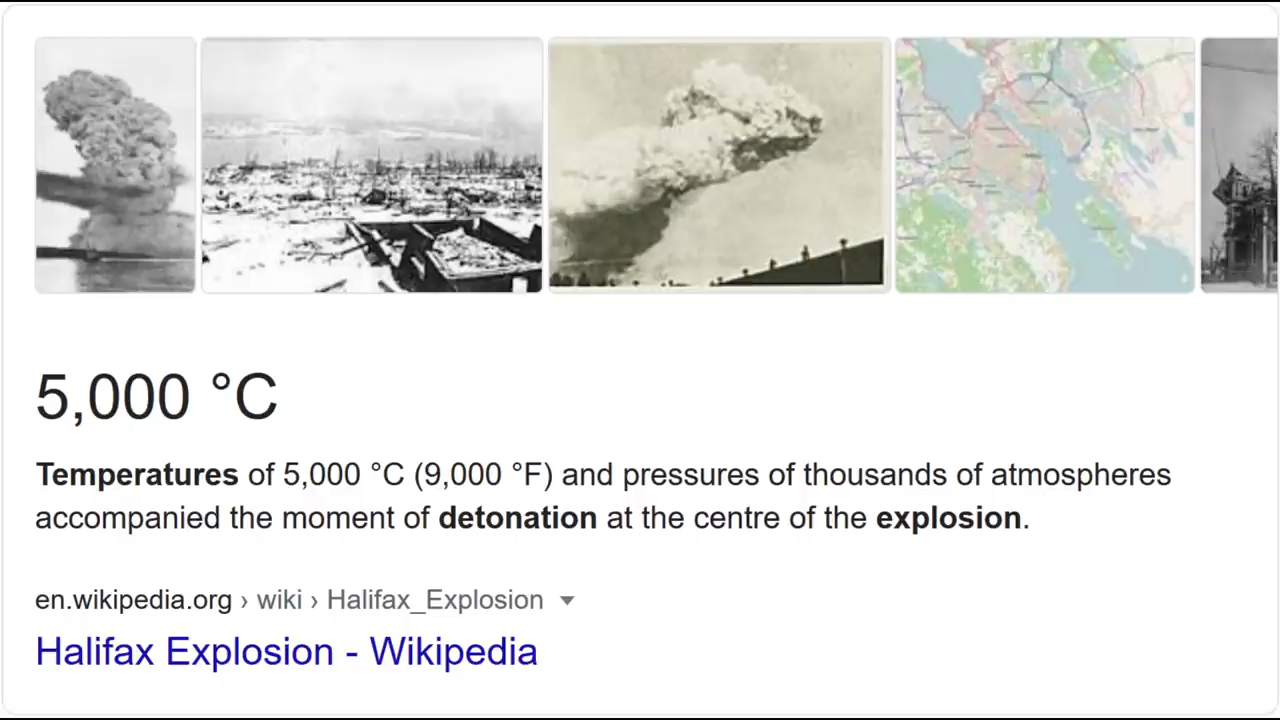 5,000 °C
Temperatures of 5,000 °C (9,000 °F) and pressures of thousands of atmospheres
accompanied the moment of detonation at the centre of the explosion.
en.wikipedia.org › wiki › Halifax_Explosion
Halifax Explosion - Wikipedia